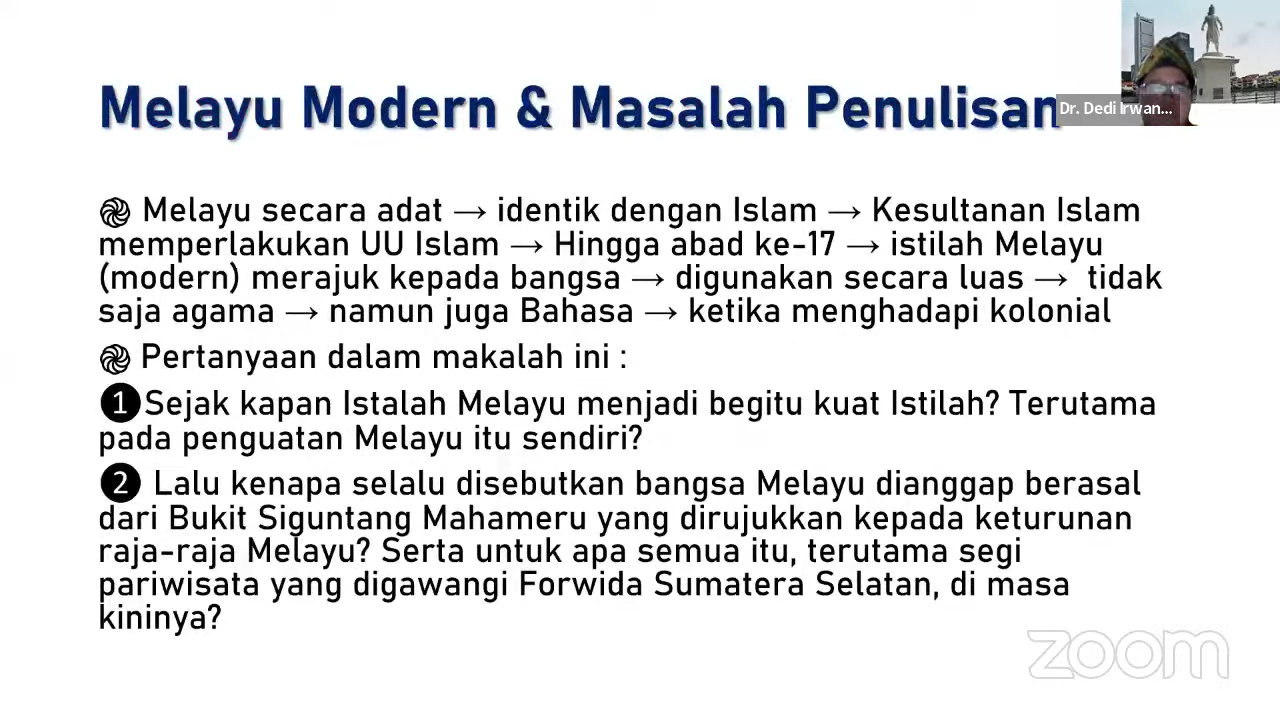 Melayu Modern & Masalah Penulisan
Dr. Dedi Irwan...
Melayu secara adat → identik dengan Islam → Kesultanan Islam
memperlakukan UU Islam → Hingga abad ke-17 → istilah Melayu
(modern) merajuk kepada bangsa → digunakan secara luas → tidak
saja agama → namun juga Bahasa → ketika menghadapi kolonial
Pertanyaan dalam makalah ini :
❶Sejak kapan Istalah Melayu menjadi begitu kuat Istilah? Terutama
pada penguatan Melayu itu sendiri?
❷ Lalu kenapa selalu disebutkan bangsa Melayu dianggap berasal
dari Bukit Siguntang Mahameru yang dirujukkan kepada keturunan
raja-raja Melayu? Serta untuk apa semua itu, terutama segi
pariwisata yang digawangi Forwida Sumatera Selatan, di masa
kininya?
zoom